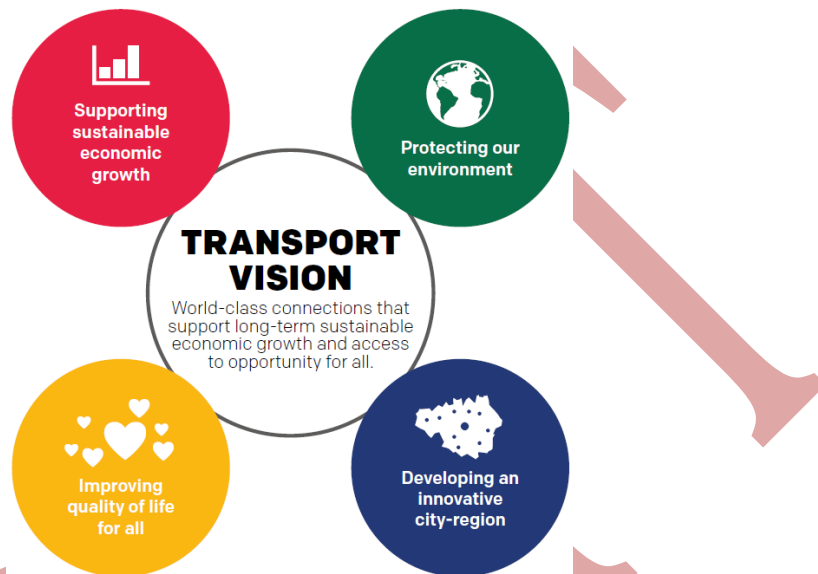 Supporting
sustainable
economic
growth
Protecting our
environment
TRANSPORT
VISION
World-class connections that
support long-term sustainable
economic growth and access
to opportunity for all.
Improving
quality of life
for all
Developing an
innovative
city-region